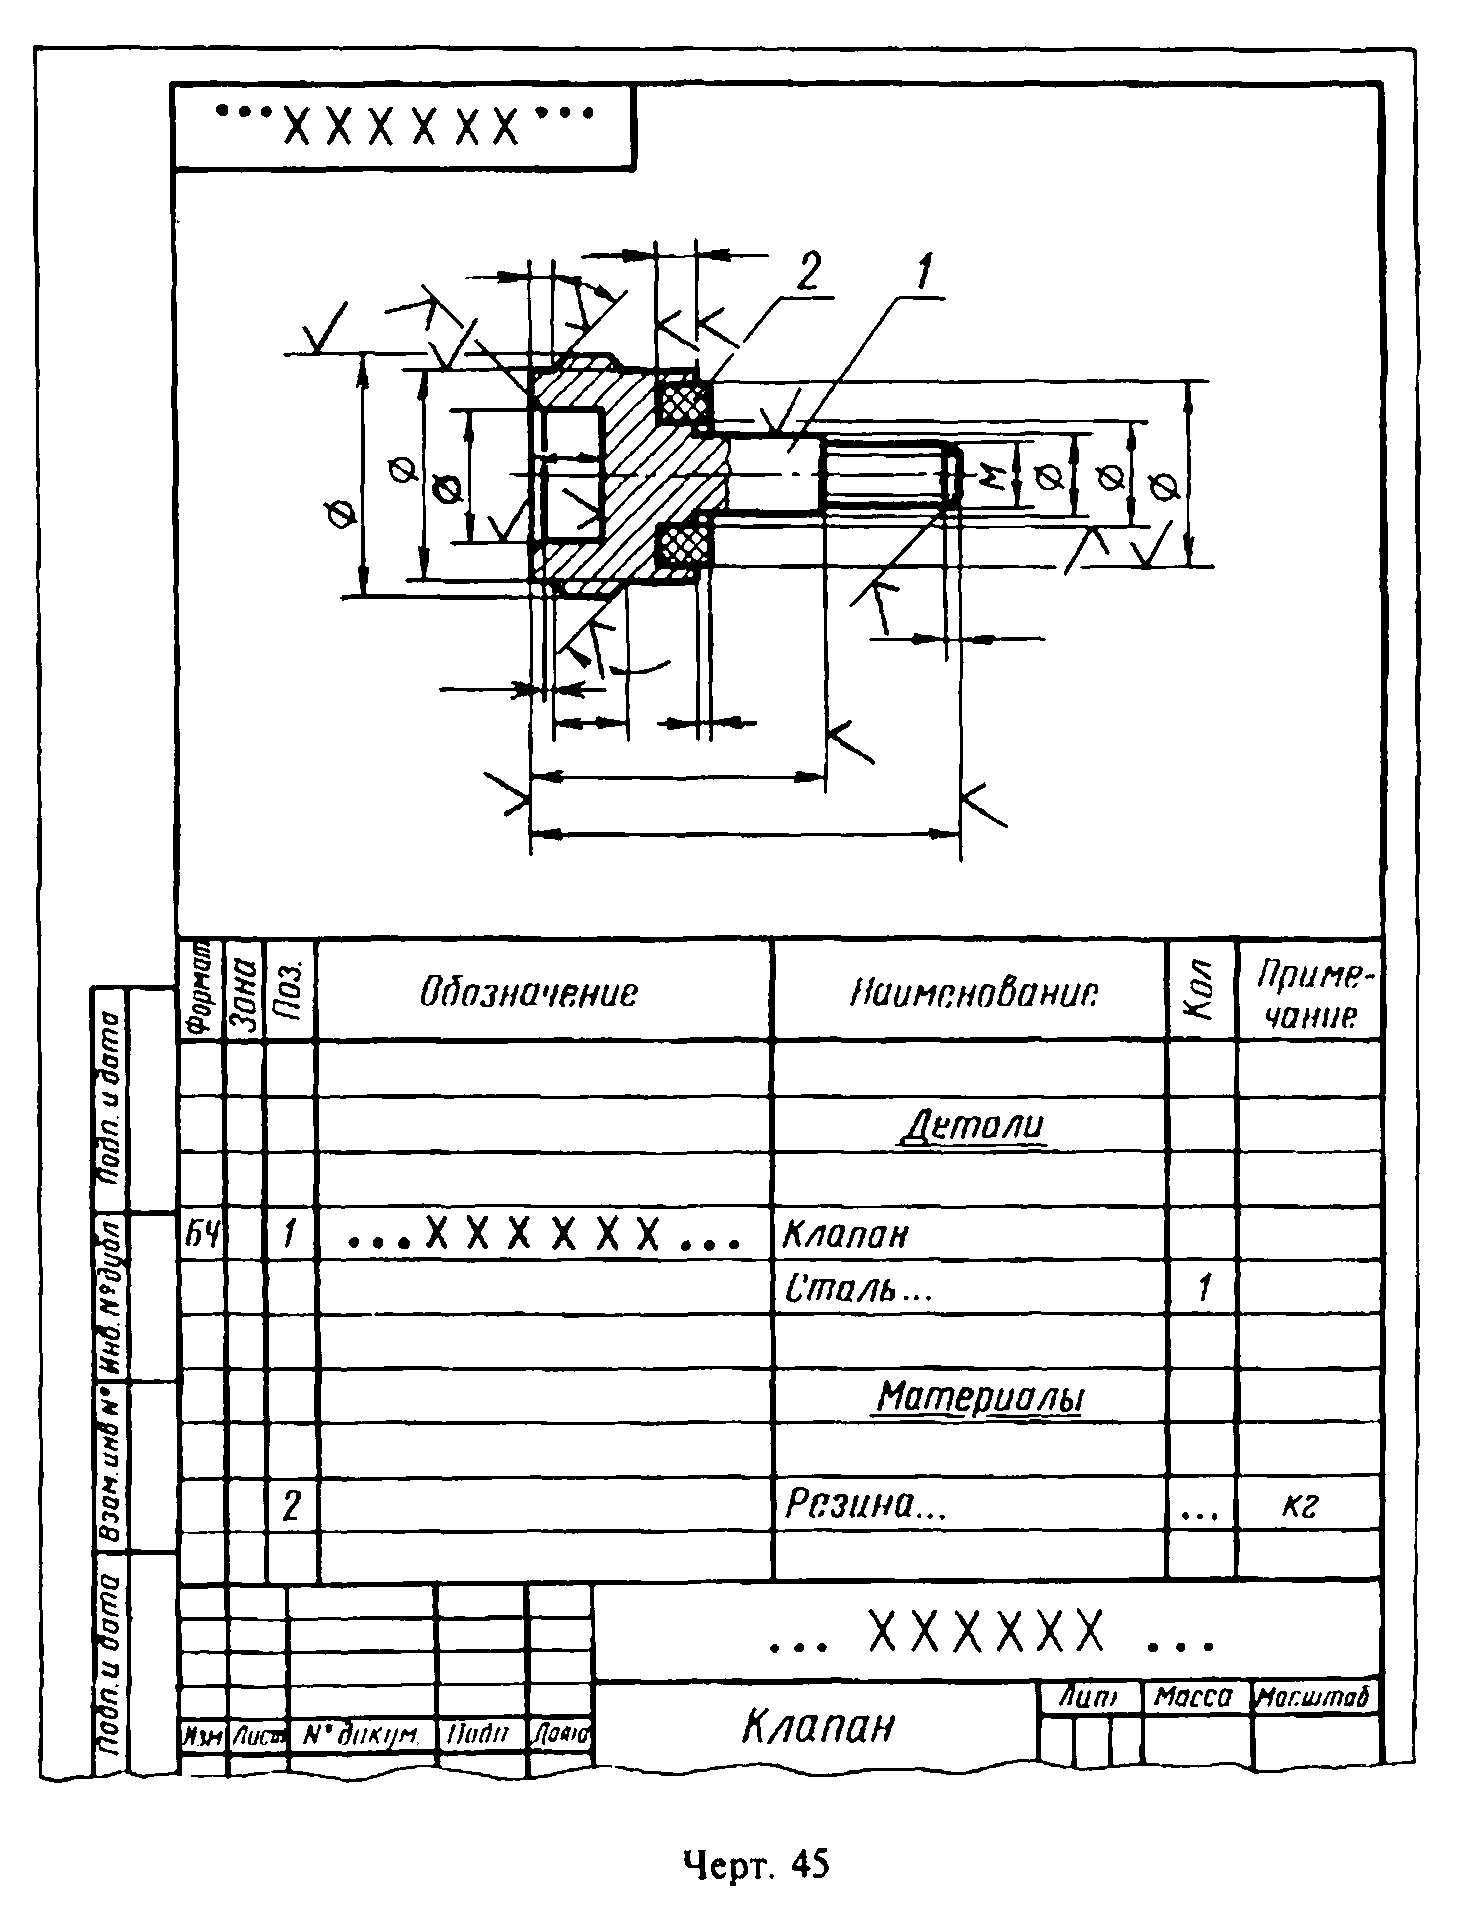 ...XXXXXX...
2 1
Ø Ø Ø Ø М Ø Ø Ø
Формат Зона Поз. Обозначение Наименование Кол Приме-
чание
Детали
БЧ 1 ...XXXXXX... Клапан
Сталь... 1
Материалы
2 Резина... ... кг
Подп. и дата
Инв. № дубл
Взам. инв №
Подп. и дата
... XXXXXX ...
Лит Масса Масштаб
Изм Лист № докум. Подп Дата
Клапан
Черт. 45